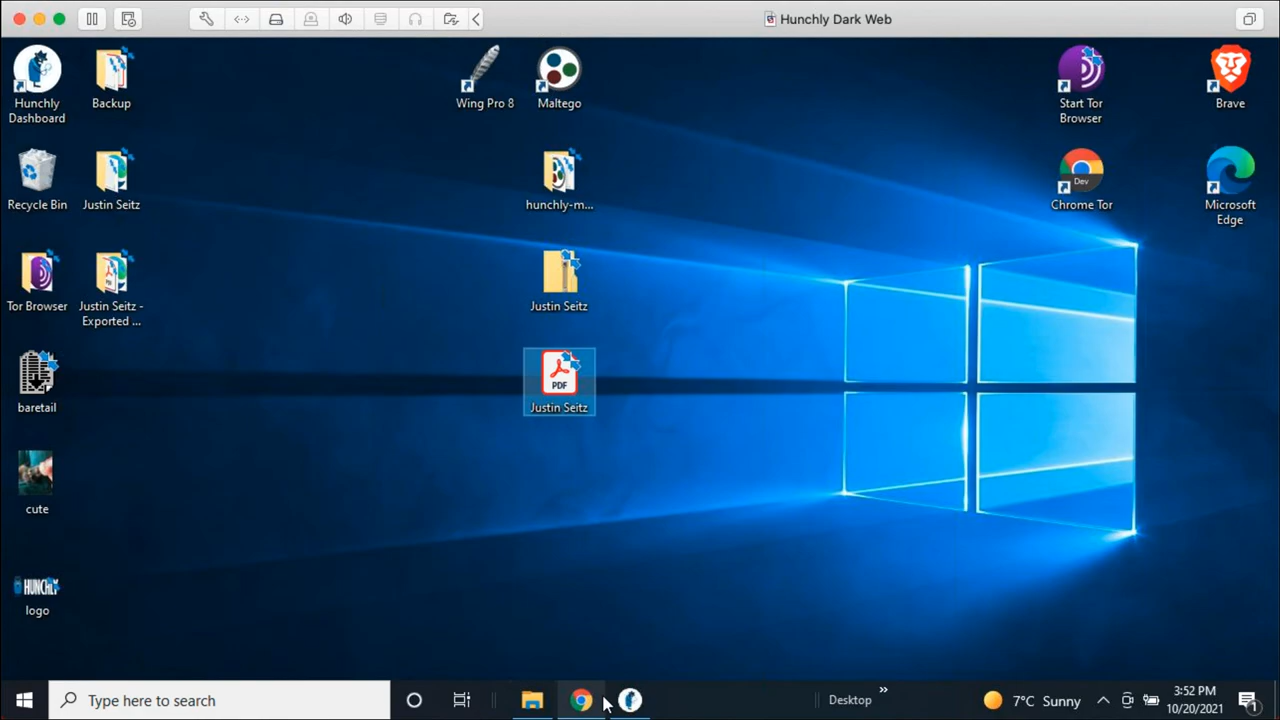 Hunchly Dark Web
Hunchly
Dashboard
Backup
Wing Pro 8
Maltego
Start Tor
Browser
Brave
Recycle Bin
Justin Seitz
hunchly-m...
Dev
Chrome Tor
Microsoft
Edge
Tor Browser
Justin Seitz -
Exported ...
Justin Seitz
baretail
PDF
Justin Seitz
cute
HUNCHLY
logo
Type here to search
Desktop
7°C Sunny
3:52 PM
10/20/2021
1